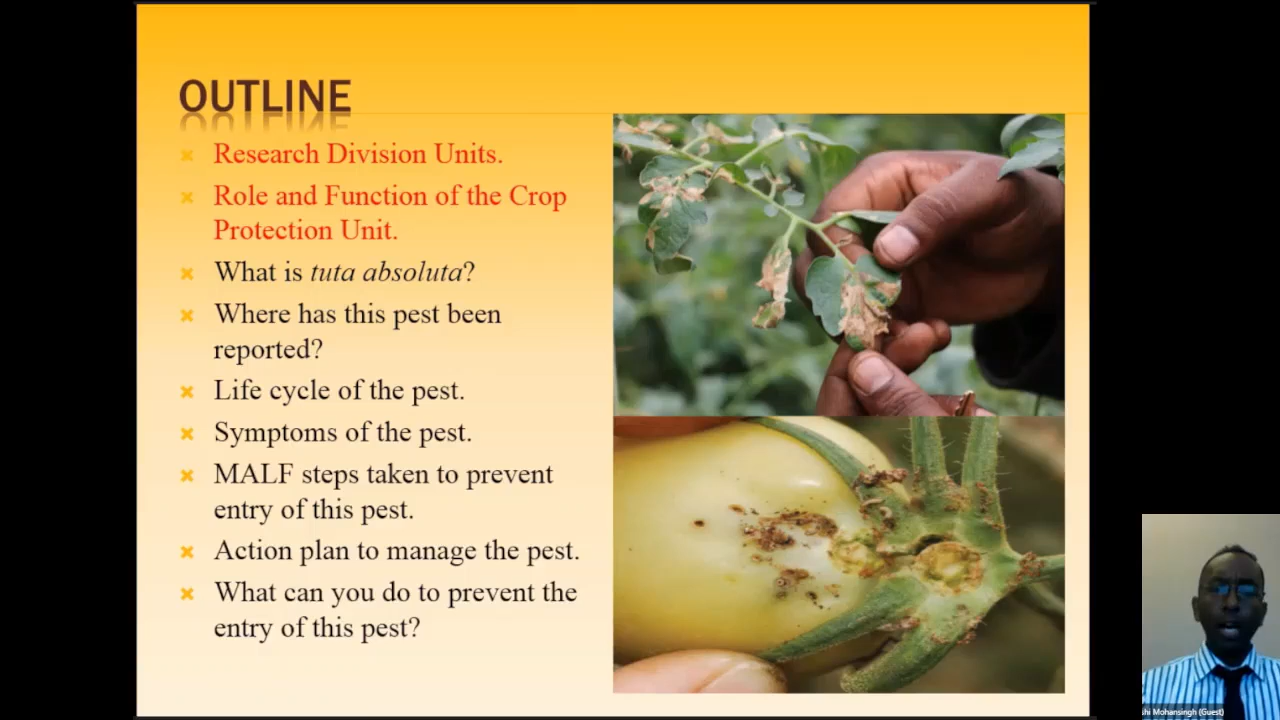 OUTLINE
Research Division Units.
Role and Function of the Crop
Protection Unit.
What is tuta absoluta?
Where has this pest been
reported?
Life cycle of the pest.
Symptoms of the pest.
MALF steps taken to prevent
entry of this pest.
Action plan to manage the pest.
What can you do to prevent the
entry of this pest?
shi Mohansingh (Guest)